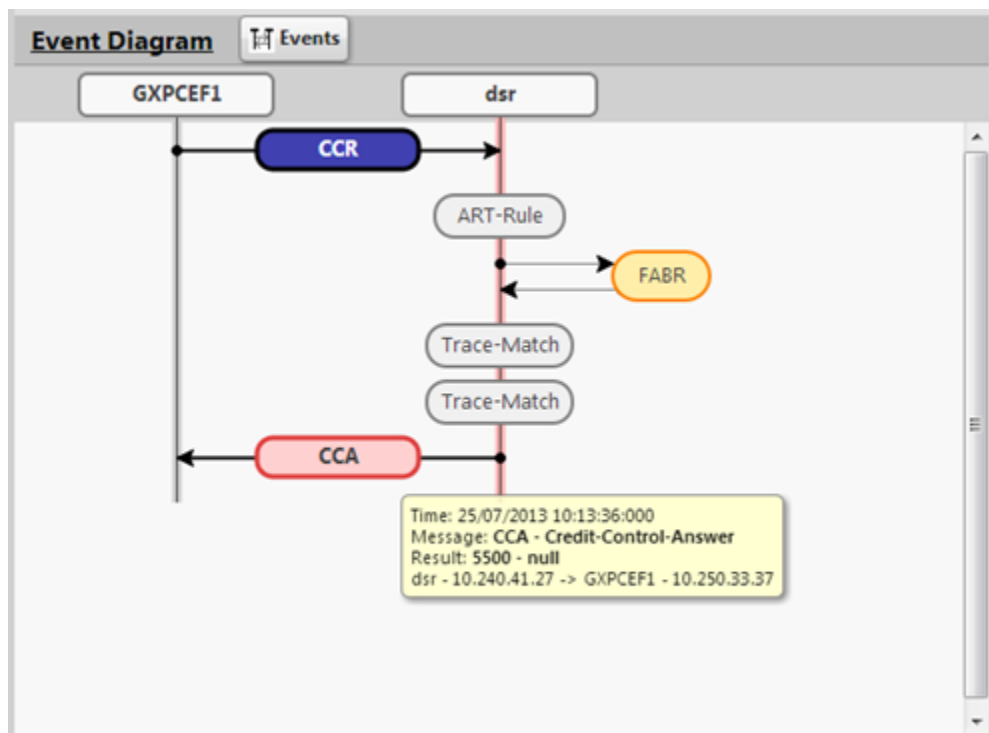 Event Diagram
Events
GXPCEF1
dsr
CCR
ART-Rule
FABR
Trace-Match
Trace-Match
CCA
Time: 25/07/2013 10:13:36:000
Message: CCA - Credit-Control-Answer
Result: 5500 - null
dsr - 10.240.41.27 -> GXPCEF1 - 10.250.33.37